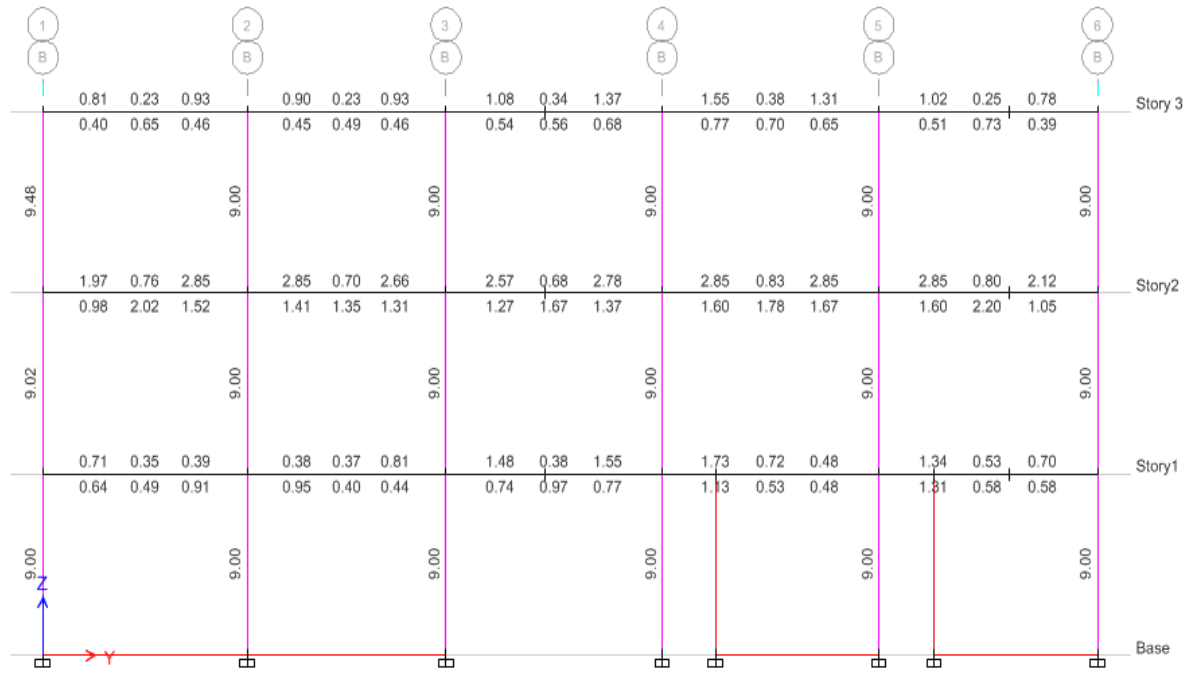 1 2 3 4 5 6
B B B B B B
0.81 0.23 0.93 0.90 0.23 0.93 1.08 0.34 1.37 1.55 0.38 1.31 1.02 0.25 0.78 Story 3
0.40 0.65 0.46 0.45 0.49 0.46 0.54 0.56 0.68 0.77 0.70 0.65 0.51 0.73 0.39
9.48 9.00 9.00 9.00 9.00 9.00
1.97 0.76 2.85 2.85 0.70 2.66 2.57 0.68 2.78 2.85 0.83 2.85 2.85 0.80 2.12 Story2
0.98 2.02 1.52 1.41 1.35 1.31 1.27 1.67 1.37 1.60 1.78 1.67 1.60 2.20 1.05
9.02 9.00 9.00 9.00 9.00 9.00
0.71 0.35 0.39 0.38 0.37 0.81 1.48 0.38 1.55 1.73 0.72 0.48 1.34 0.53 0.70 Story1
0.64 0.49 0.91 0.95 0.40 0.44 0.74 0.97 0.77 1.13 0.53 0.48 1.31 0.58 0.58
9.00 9.00 9.00 9.00 9.00 9.00
Z
Y Base